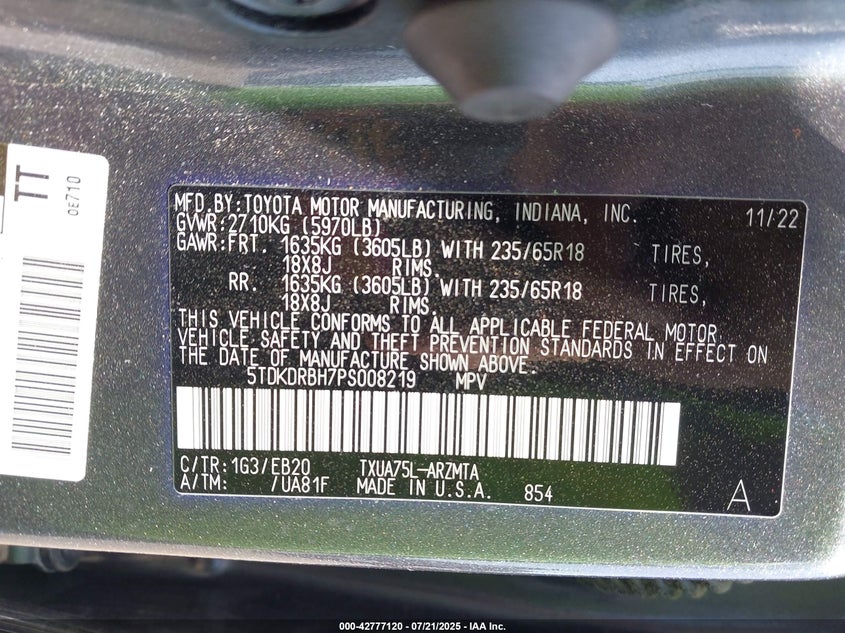 TT
0E710
MFD.BY:TOYOTA MOTOR MANUFACTURING, INDIANA, INC. 11/22
GVWR:2710KG (5970LB)
GAWR:FRT. 1635KG (3605LB) WITH 235/65R18 TIRES,
18X8J RIMS.
RR. 1635KG (3605LB) WITH 235/65R18 TIRES,
18X8J RIMS.
THIS VEHICLE CONFORMS TO ALL APPLICABLE FEDERAL MOTOR
VEHICLE SAFETY AND THEFT PREVENTION STANDARDS IN EFFECT ON
THE DATE OF MANUFACTURE SHOWN ABOVE.
5TDKDRBH7PS008219 MPV
C/TR:1G3/EB20 TXUA75L-ARZMTA
A/TM: /UA81F MADE IN U.S.A. 854 A
000-42777120 - 07/21/2025 - IAA Inc.